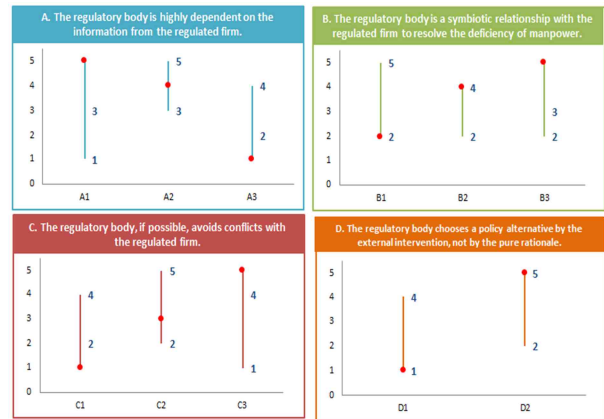 A. The regulatory body is highly dependent on the
information from the regulated firm.
5
4
3
2
1
0
5
4
4
3
3
2
1
A1
A2
A3
B. The regulatory body is a symbiotic relationship with the
regulated firm to resolve the deficiency of manpower.
5
4
3
2
1
0
5
4
3
2
2
2
B1
B2
B3
C. The regulatory body, if possible, avoids conflicts with
the regulated firm.
5
4
3
2
1
0
5
4
4
2
2
1
C1
C2
C3
D. The regulatory body chooses a policy alternative by the
external intervention, not by the pure rationale.
5
4
3
2
1
0
5
4
2
1
D1
D2